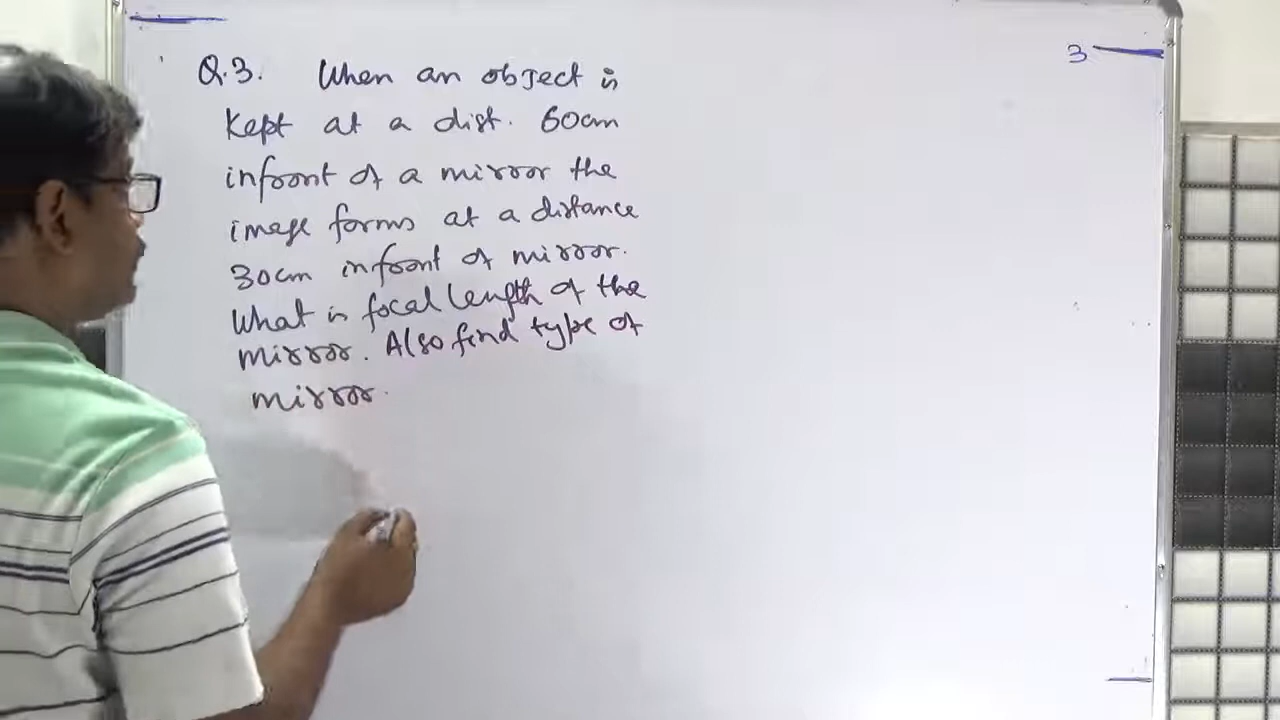 Q.3. When an object is
kept at a dist. 60cm
infront of a mirror the
image forms at a distance
30cm infront of mirror.
What is focal length of the
mirror. Also find type of
mirror.
3